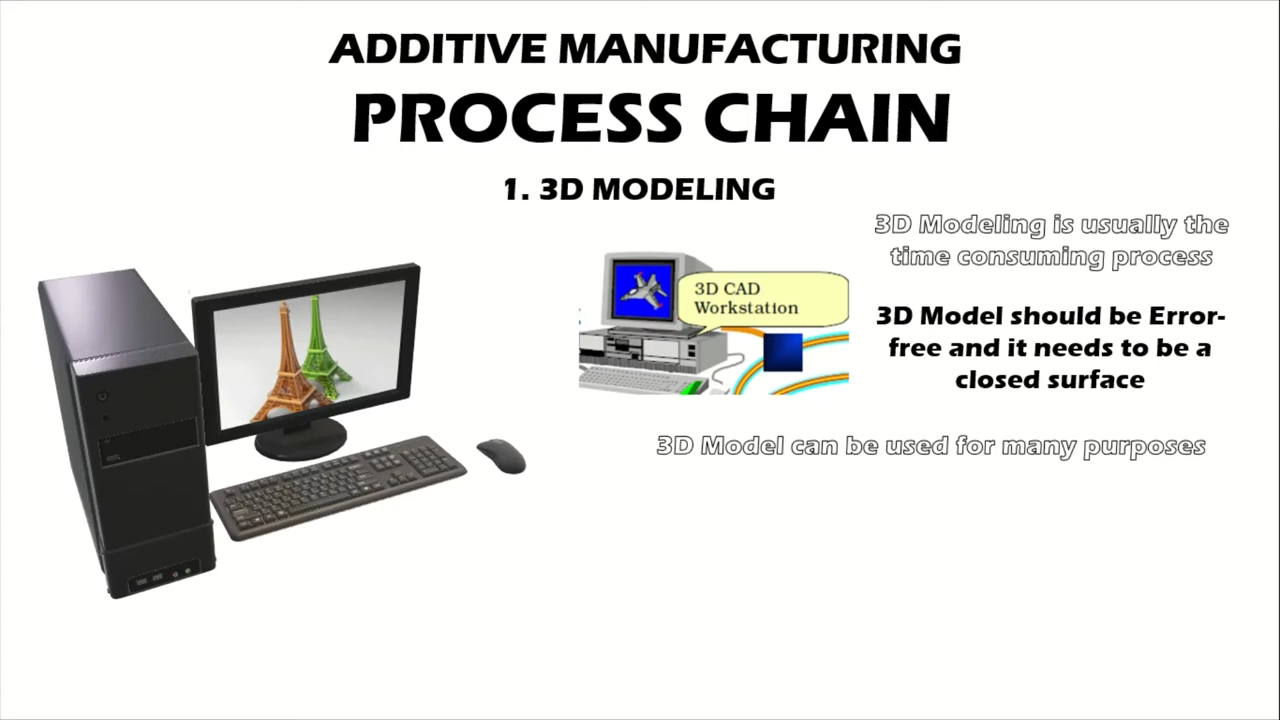 ADDITIVE MANUFACTURING
PROCESS CHAIN
1. 3D MODELING
3D Modeling is usually the
time consuming process
3D CAD
Workstation
3D Model should be Error-
free and it needs to be a
closed surface
3D Model can be used for many purposes